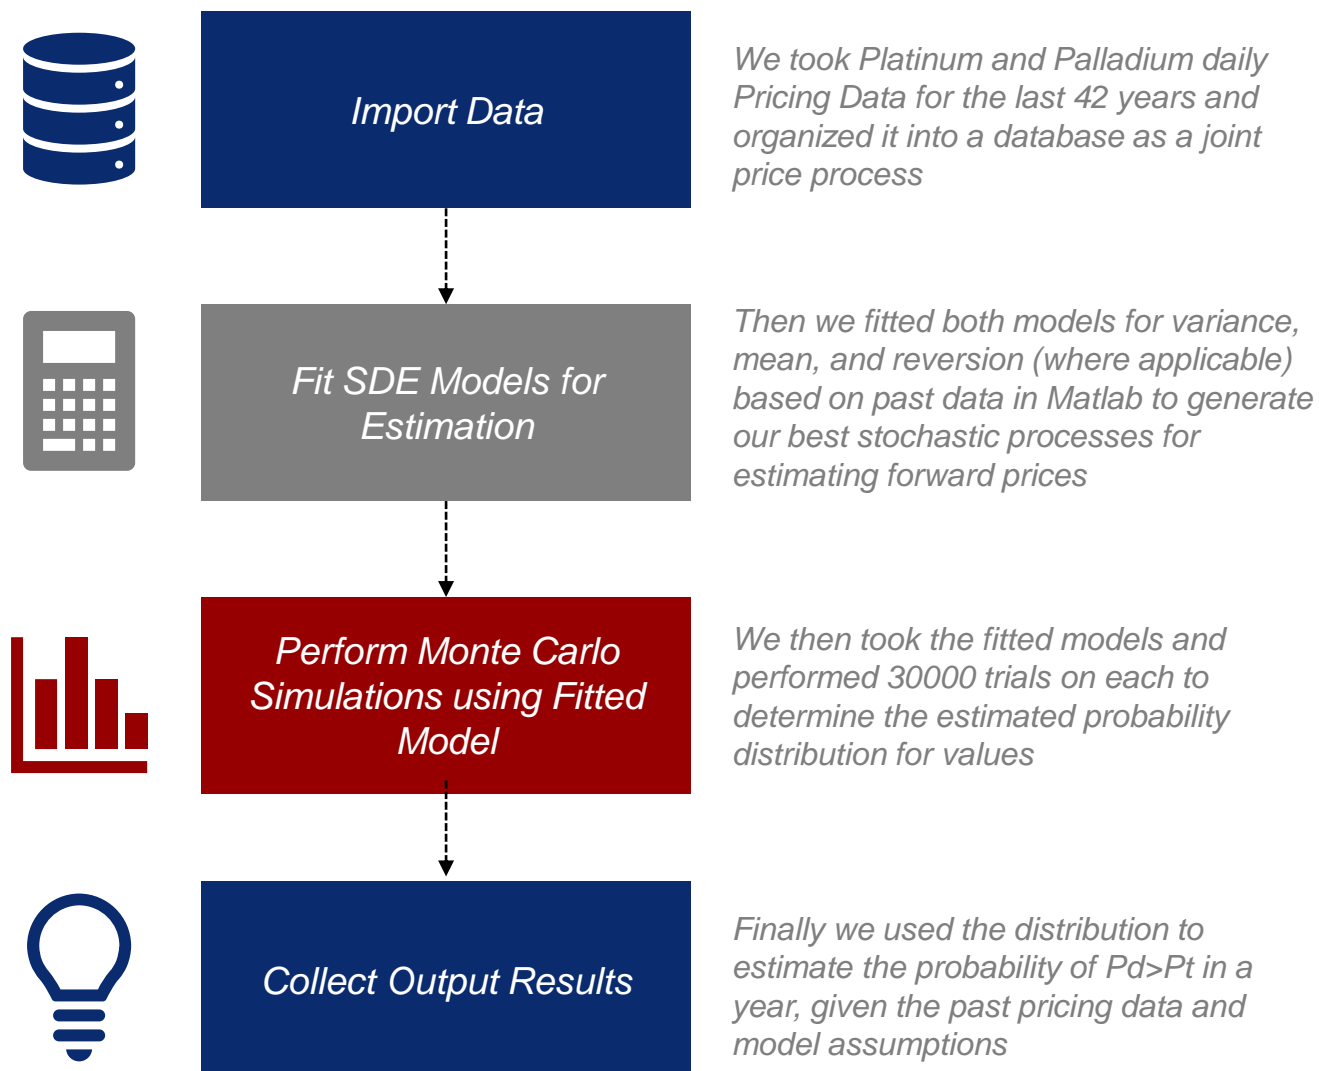 Import Data
We took Platinum and Palladium daily
Pricing Data for the last 42 years and
organized it into a database as a joint
price process
Fit SDE Models for
Estimation
Then we fitted both models for variance,
mean, and reversion (where applicable)
based on past data in Matlab to generate
our best stochastic processes for
estimating forward prices
Perform Monte Carlo
Simulations using Fitted
Model
We then took the fitted models and
performed 30000 trials on each to
determine the estimated probability
distribution for values
Collect Output Results
Finally we used the distribution to
estimate the probability of Pd>Pt in a
year, given the past pricing data and
model assumptions